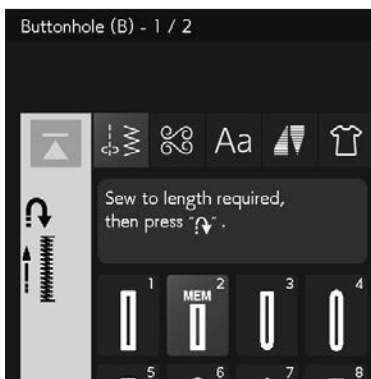 Buttonhole (B) - 1 / 2
Aa
Sew to length required,
then press "↷".
1
MEM 2
3
4
5
6
7
8